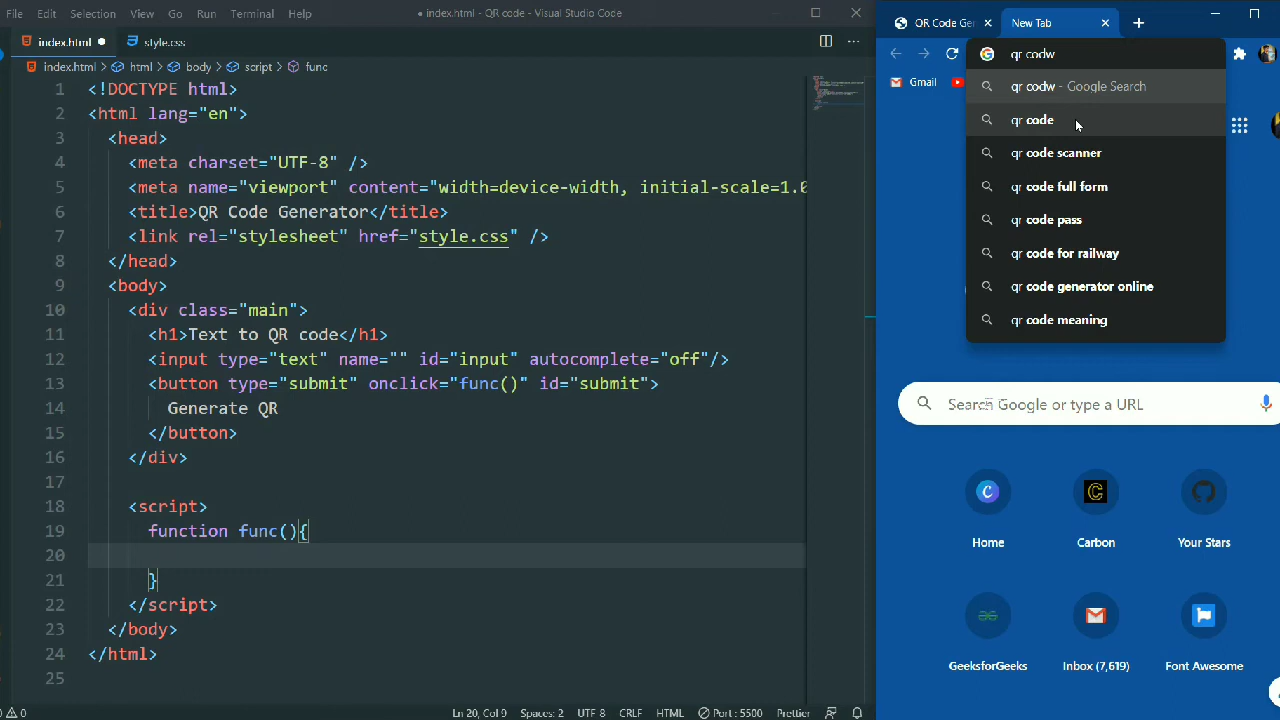 File Edit Selection View Go Run Terminal Help ● index.html - QR code - Visual Studio Code
index.html ● style.css
index.html > html > body > script > func
1 <!DOCTYPE html>
2 <html lang="en">
3 <head>
4 <meta charset="UTF-8" />
5 <meta name="viewport" content="width=device-width, initial-scale=1.0
6 <title>QR Code Generator</title>
7 <link rel="stylesheet" href="style.css" />
8 </head>
9 <body>
10 <div class="main">
11 <h1>Text to QR code</h1>
12 <input type="text" name="" id="input" autocomplete="off"/>
13 <button type="submit" onclick="func()" id="submit">
14 Generate QR
15 </button>
16 </div>
17
18 <script>
19 function func(){
20
21 }
22 </script>
23 </body>
24 </html>
25
0 Ln 20, Col 9 Spaces: 2 UTF-8 CRLF HTML Port : 5500 Prettier
QR Code Ger New Tab
qr codw
Gmail
qr codw - Google Search
qr code
qr code scanner
qr code full form
qr code pass
qr code for railway
qr code generator online
qr code meaning
Search Google or type a URL
Home Carbon Your Stars
GeeksforGeeks Inbox (7,619) Font Awesome